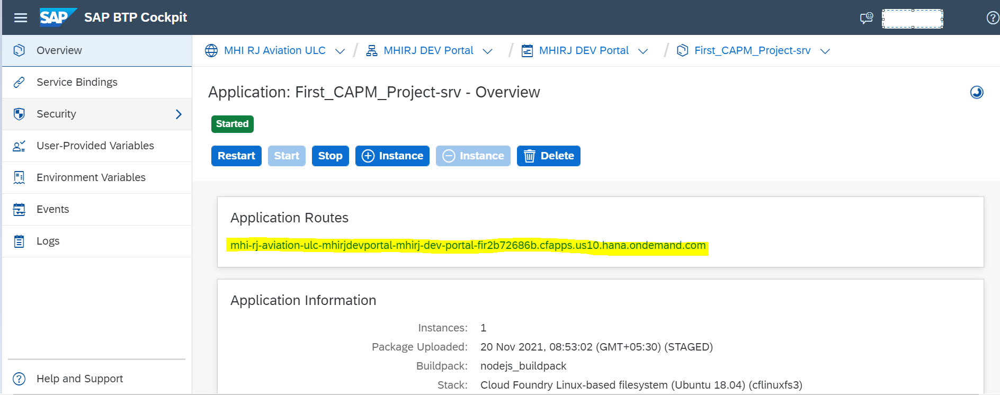 SAP SAP BTP Cockpit
Overview
Service Bindings
Security
User-Provided Variables
Environment Variables
Events
Logs
Help and Support
MHI RJ Aviation ULC / MHIRJ DEV Portal / MHIRJ DEV Portal / First_CAPM_Project-srv
Application: First_CAPM_Project-srv - Overview
Started
Restart Start Stop Instance Instance Delete
Application Routes
mhi-rj-aviation-ulc-mhirjdevportal-mhirj-dev-portal-fir2b72686b.cfapps.us10.hana.ondemand.com
Application Information
Instances: 1
Package Uploaded: 20 Nov 2021, 08:53:02 (GMT+05:30) (STAGED)
Buildpack: nodejs_buildpack
Stack: Cloud Foundry Linux-based filesystem (Ubuntu 18.04) (cflinuxfs3)